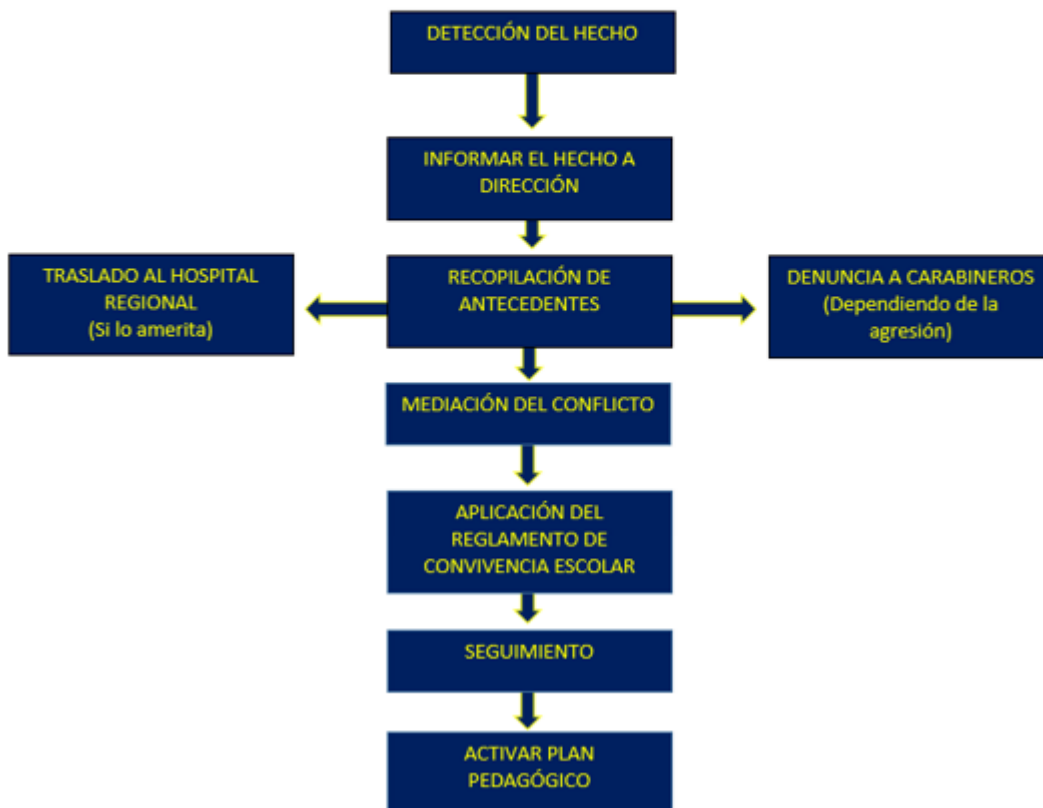 DETECCIÓN DEL HECHO
INFORMAR EL HECHO A
DIRECCIÓN
TRASLADO AL HOSPITAL
REGIONAL
(Si lo amerita)
RECOPILACIÓN DE
ANTECEDENTES
DENUNCIA A CARABINEROS
(Dependiendo de la
agresión)
MEDIACIÓN DEL CONFLICTO
APLICACIÓN DEL
REGLAMENTO DE
CONVIVENCIA ESCOLAR
SEGUIMIENTO
ACTIVAR PLAN
PEDAGÓGICO